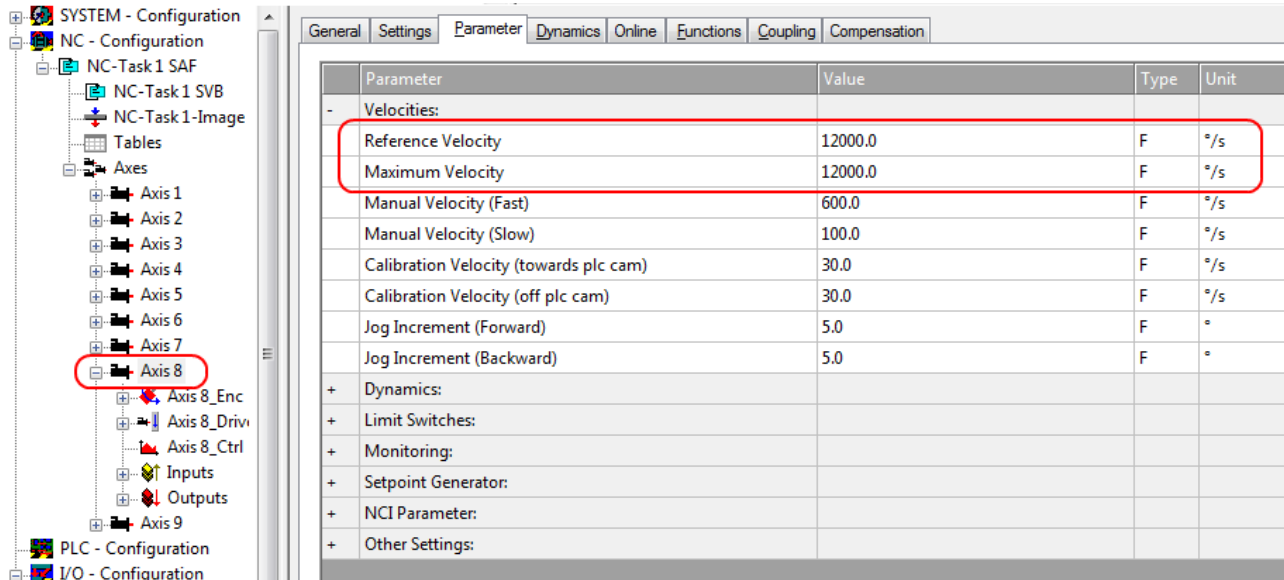 SYSTEM - Configuration
NC - Configuration
NC-Task 1 SAF
NC-Task 1 SVB
NC-Task 1-Image
Tables
Axes
Axis 1
Axis 2
Axis 3
Axis 4
Axis 5
Axis 6
Axis 7
Axis 8
Axis 8_Enc
Axis 8_Driv
Axis 8_Ctrl
Inputs
Outputs
Axis 9
PLC - Configuration
I/O - Configuration
General Settings Parameter Dynamics Online Functions Coupling Compensation
Parameter Value Type Unit
- Velocities:
Reference Velocity 12000.0 F °/s
Maximum Velocity 12000.0 F °/s
Manual Velocity (Fast) 600.0 F °/s
Manual Velocity (Slow) 100.0 F °/s
Calibration Velocity (towards plc cam) 30.0 F °/s
Calibration Velocity (off plc cam) 30.0 F °/s
Jog Increment (Forward) 5.0 F °
Jog Increment (Backward) 5.0 F °
+ Dynamics:
+ Limit Switches:
+ Monitoring:
+ Setpoint Generator:
+ NCI Parameter:
+ Other Settings: